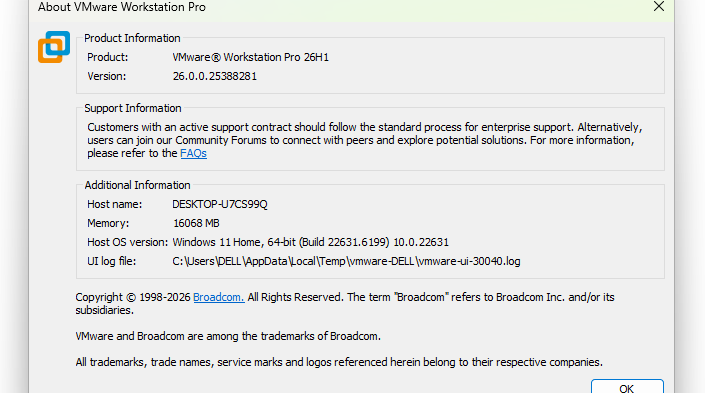 About VMware Workstation Pro
Product Information
Product: VMware® Workstation Pro 26H1
Version: 26.0.0.25388281
Support Information
Customers with an active support contract should follow the standard process for enterprise support. Alternatively,
users can join our Community Forums to connect with peers and explore potential solutions. For more information,
please refer to the FAQs
Additional Information
Host name: DESKTOP-U7CS99Q
Memory: 16068 MB
Host OS version: Windows 11 Home, 64-bit (Build 22631.6199) 10.0.22631
UI log file: C:\Users\DELL\AppData\Local\Temp\vmware-DELL\vmware-ui-30040.log
Copyright © 1998-2026 Broadcom. All Rights Reserved. The term "Broadcom" refers to Broadcom Inc. and/or its
subsidiaries.
VMware and Broadcom are among the trademarks of Broadcom.
All trademarks, trade names, service marks and logos referenced herein belong to their respective companies.
OK